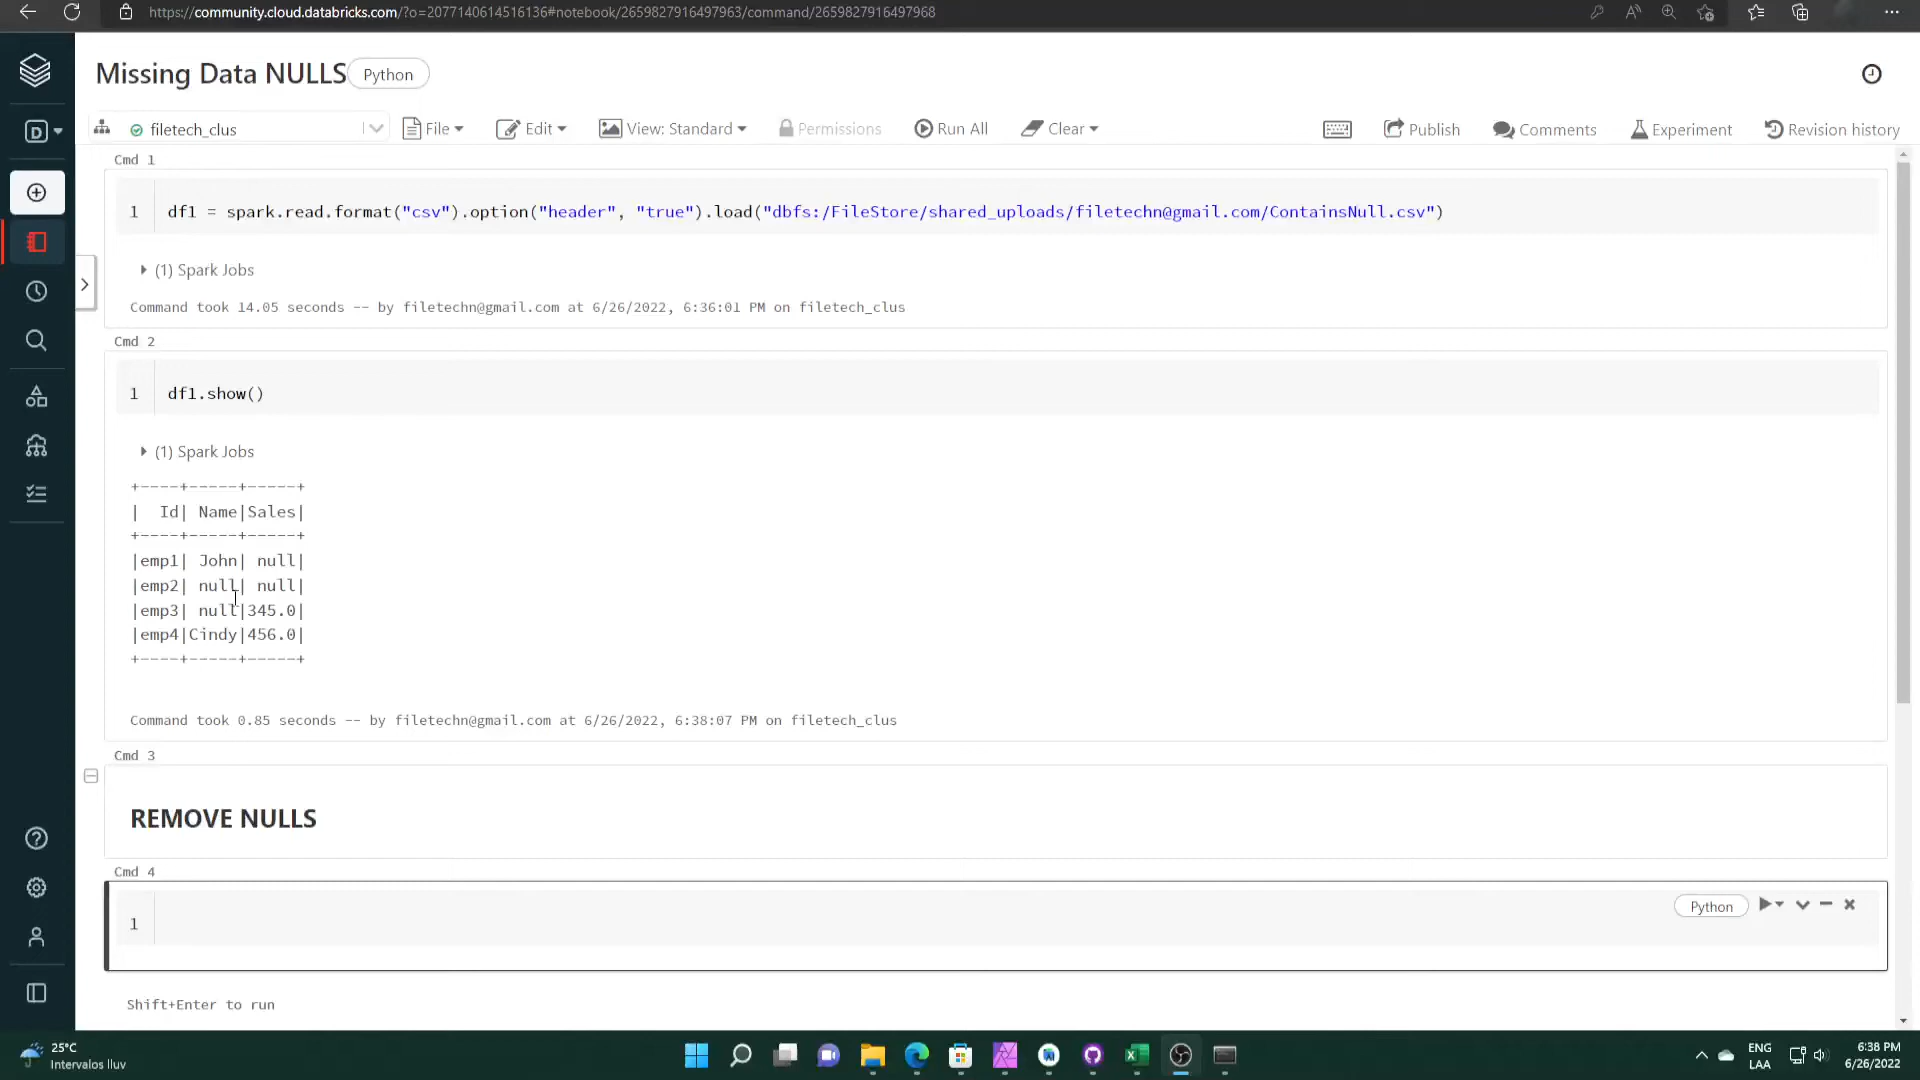 https://community.cloud.databricks.com/?o=2077140614516136#notebook/2659827916497963/command/2659827916497968
Missing Data NULLS Python
D filetech_clus File Edit View: Standard Permissions Run All Clear Publish Comments Experiment Revision history
Cmd 1
1 df1 = spark.read.format("csv").option("header", "true").load("dbfs:/FileStore/shared_uploads/filetechn@gmail.com/ContainsNull.csv")
(1) Spark Jobs
Command took 14.05 seconds -- by filetechn@gmail.com at 6/26/2022, 6:36:01 PM on filetech_clus
Cmd 2
1 df1.show()
(1) Spark Jobs
+----+-----+-----+
|  Id| Name|Sales|
+----+-----+-----+
|emp1| John| null|
|emp2| null| null|
|emp3| null|345.0|
|emp4|Cindy|456.0|
+----+-----+-----+
Command took 0.85 seconds -- by filetechn@gmail.com at 6/26/2022, 6:38:07 PM on filetech_clus
Cmd 3
REMOVE NULLS
Cmd 4
Python
1
Shift+Enter to run
25°C
Intervalos lluv
ENG
LAA
6:38 PM
6/26/2022